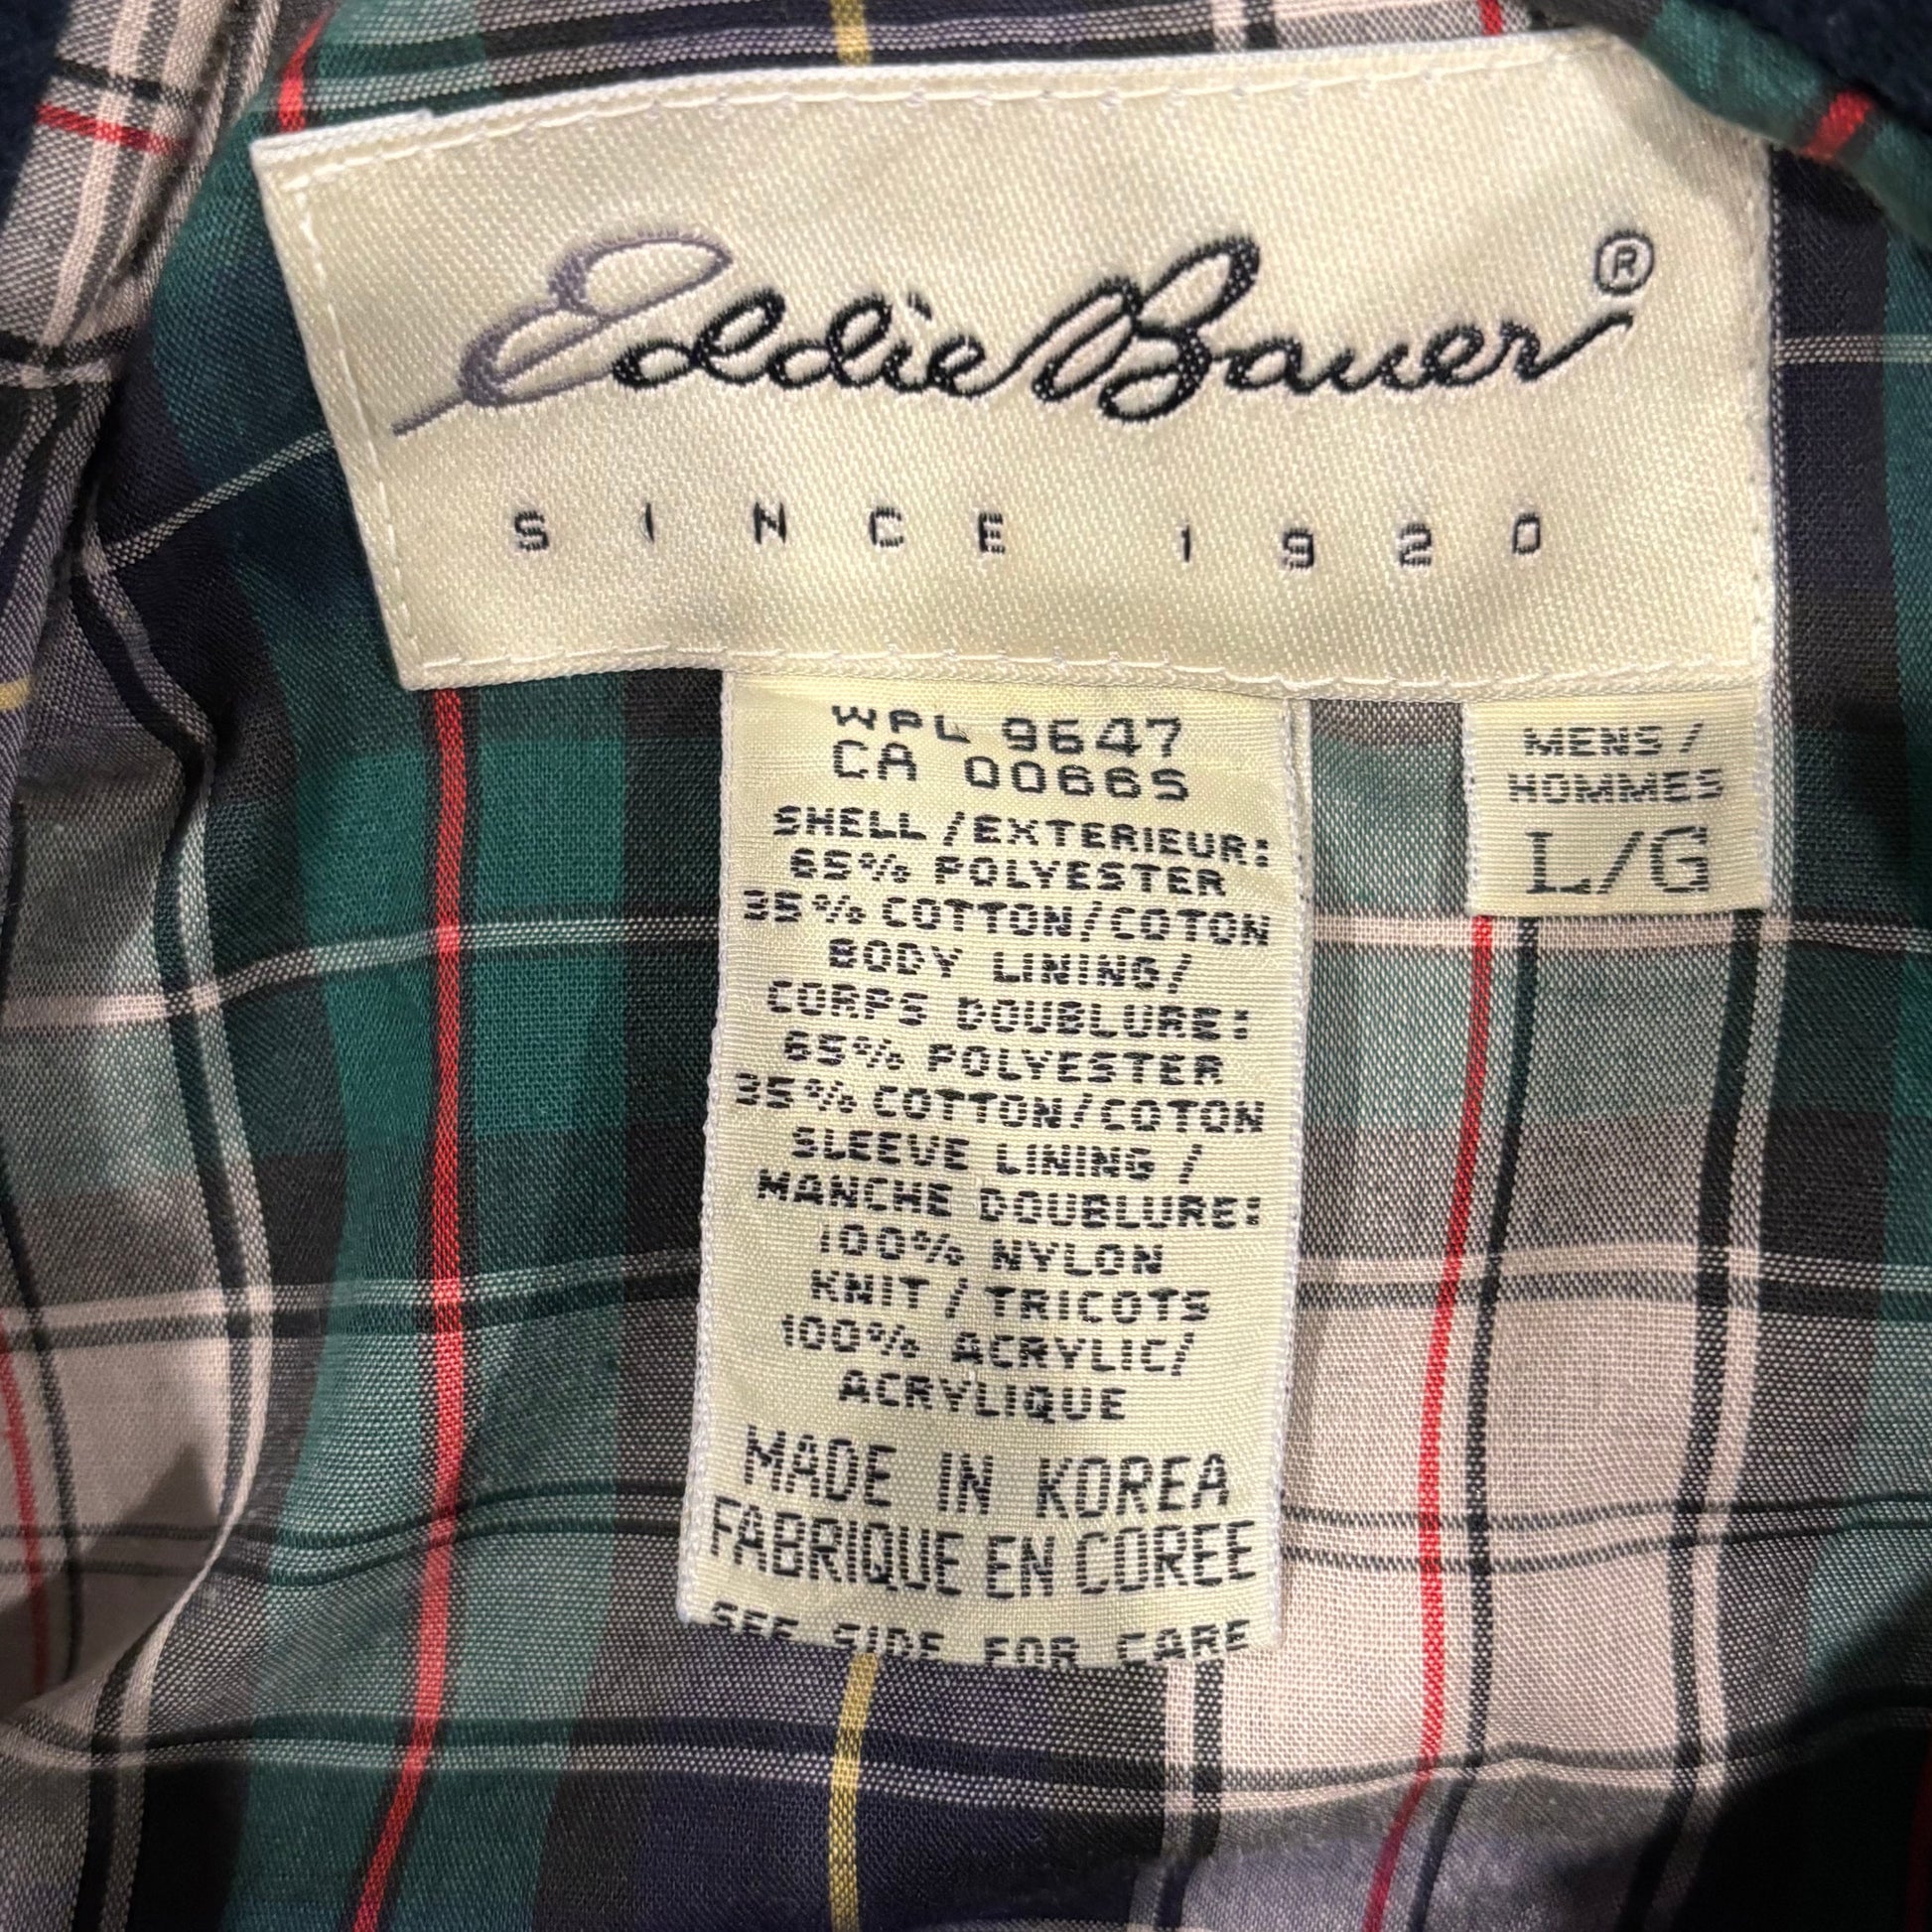 Eddie Bauer®
SINCE 1920
WPL 9647
CA 00665
SHELL/EXTERIEUR:
65% POLYESTER
35% COTTON/COTON
BODY LINING/
CORPS DOUBLURE:
65% POLYESTER
35% COTTON/COTON
SLEEVE LINING/
MANCHE DOUBLURE:
100% NYLON
KNIT/TRICOTS
100% ACRYLIC/
ACRYLIQUE
MADE IN KOREA
FABRIQUE EN COREE
SEE SIDE FOR CARE
MENS/
HOMMES
L/G